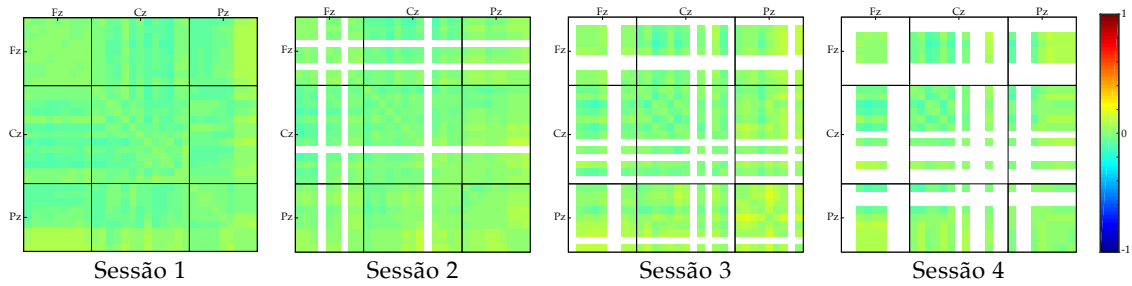 Fz Cz Pz Fz Cz Pz Fz Cz Pz Fz Cz Pz 1
Fz Fz Fz Fz
Cz Cz Cz Cz 0
Pz Pz Pz Pz
-1
Sessão 1 Sessão 2 Sessão 3 Sessão 4